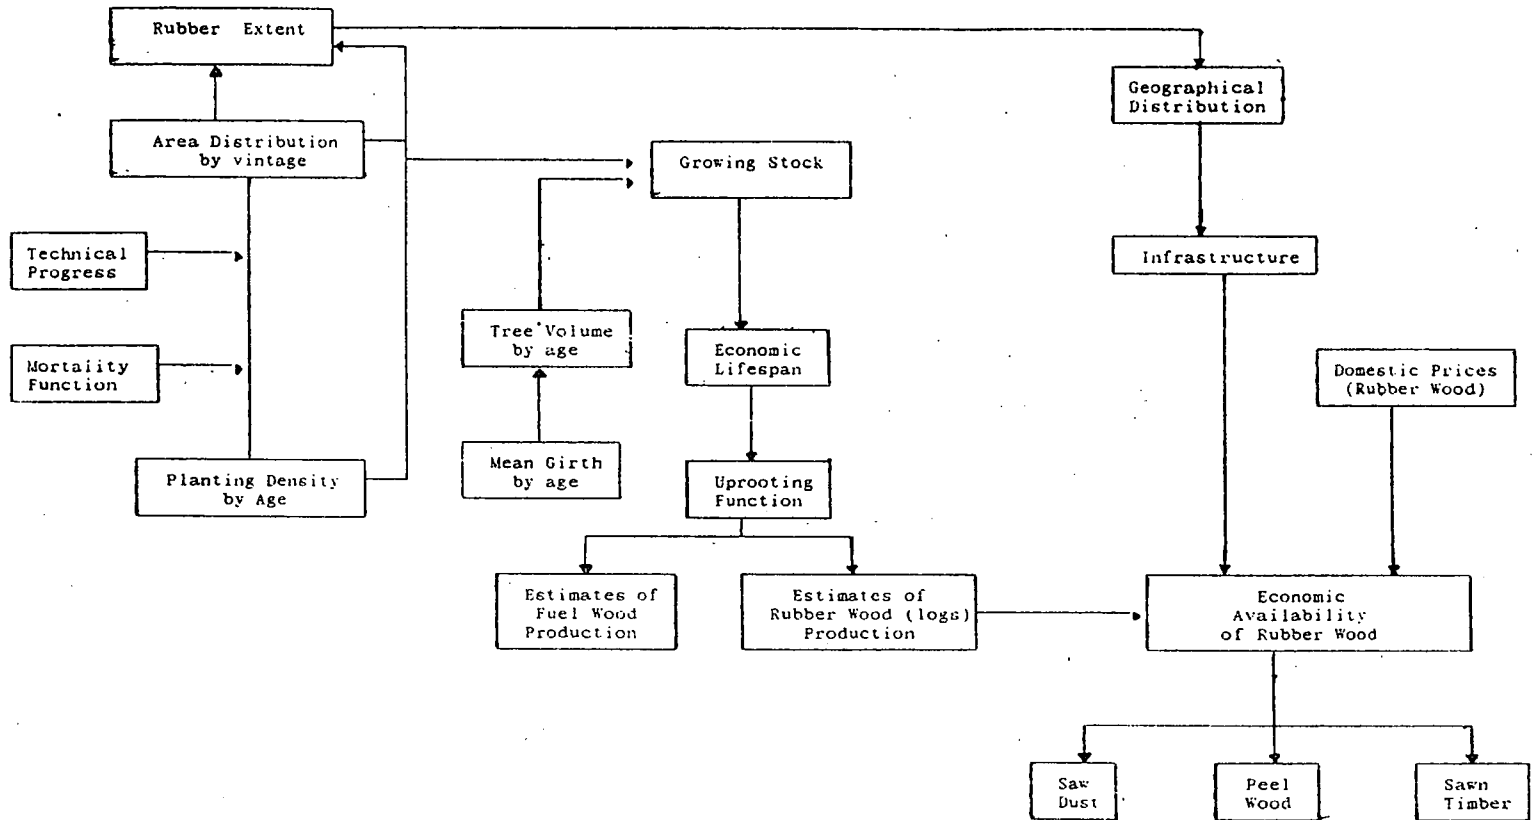 Rubber Extent
Geographical
Distribution
Area Distribution
by vintage
Growing Stock
Technical
Progress
Infrastructure
Tree Volume
by age
Economic
Lifespan
Mortality
Function
Domestic Prices
(Rubber Wood)
Mean Girth
by age
Planting Density
by Age
Uprooting
Function
Estimates of
Fuel Wood
Production
Estimates of
Rubber Wood (logs)
Production
Economic
Availability
of Rubber Wood
Saw
Dust
Peel
Wood
Sawn
Timber